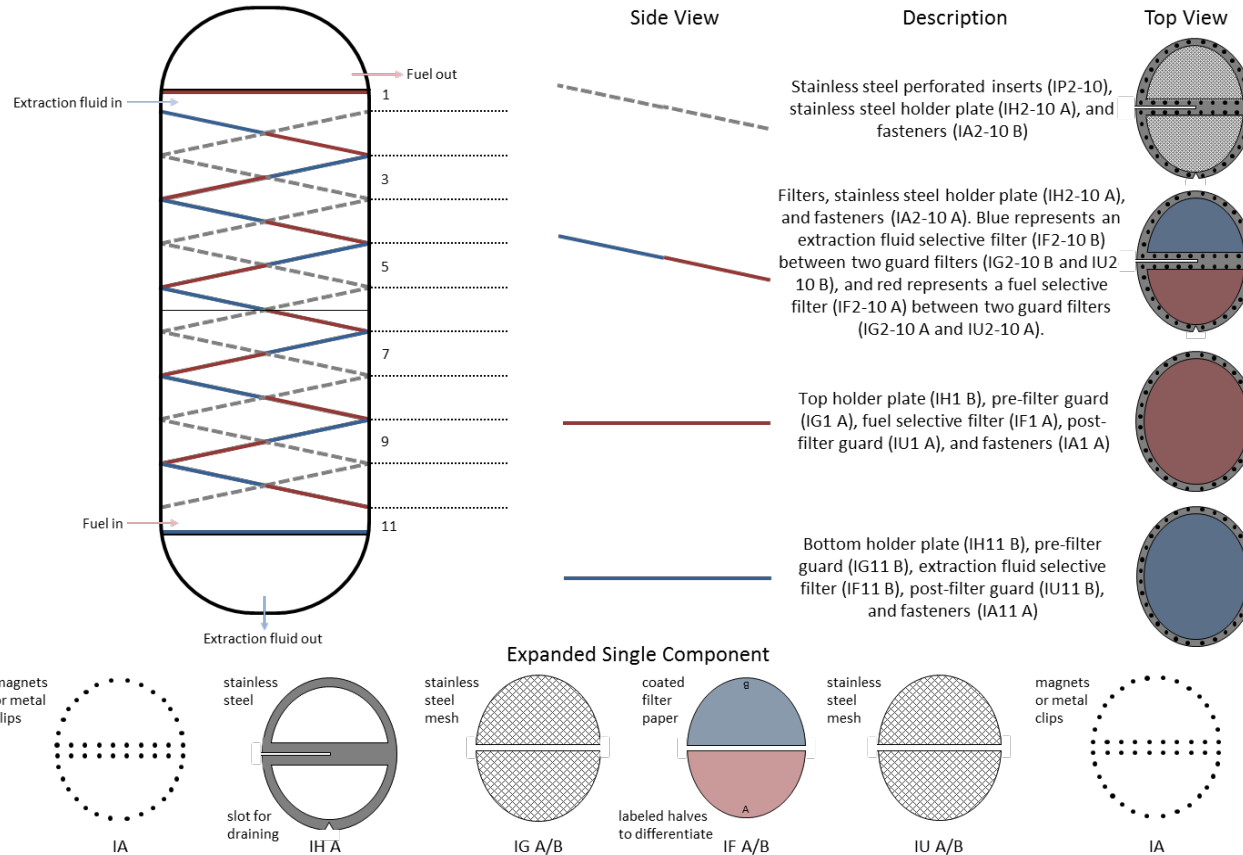 Side View
Description
Top View
Fuel out
Extraction fluid in
1
3
5
7
9
11
Fuel in
Extraction fluid out
Stainless steel perforated inserts (IP2-10),
stainless steel holder plate (IH2-10 A), and
fasteners (IA2-10 B)
Filters, stainless steel holder plate (IH2-10 A),
and fasteners (IA2-10 A). Blue represents an
extraction fluid selective filter (IF2-10 B)
between two guard filters (IG2-10 B and IU2
10 B), and red represents a fuel selective
filter (IF2-10 A) between two guard filters
(IG2-10 A and IU2-10 A).
Top holder plate (IH1 B), pre-filter guard
(IG1 A), fuel selective filter (IF1 A), post-
filter guard (IU1 A), and fasteners (IA1 A)
Bottom holder plate (IH11 B), pre-filter
guard (IG11 B), extraction fluid selective
filter (IF11 B), post-filter guard (IU11 B),
and fasteners (IA11 A)
Expanded Single Component
magnets
or metal
clips
IA
stainless
steel
slot for
draining
IH A
stainless
steel
mesh
IG A/B
coated
filter
paper
B
A
labeled halves
to differentiate
IF A/B
stainless
steel
mesh
IU A/B
magnets
or metal
clips
IA